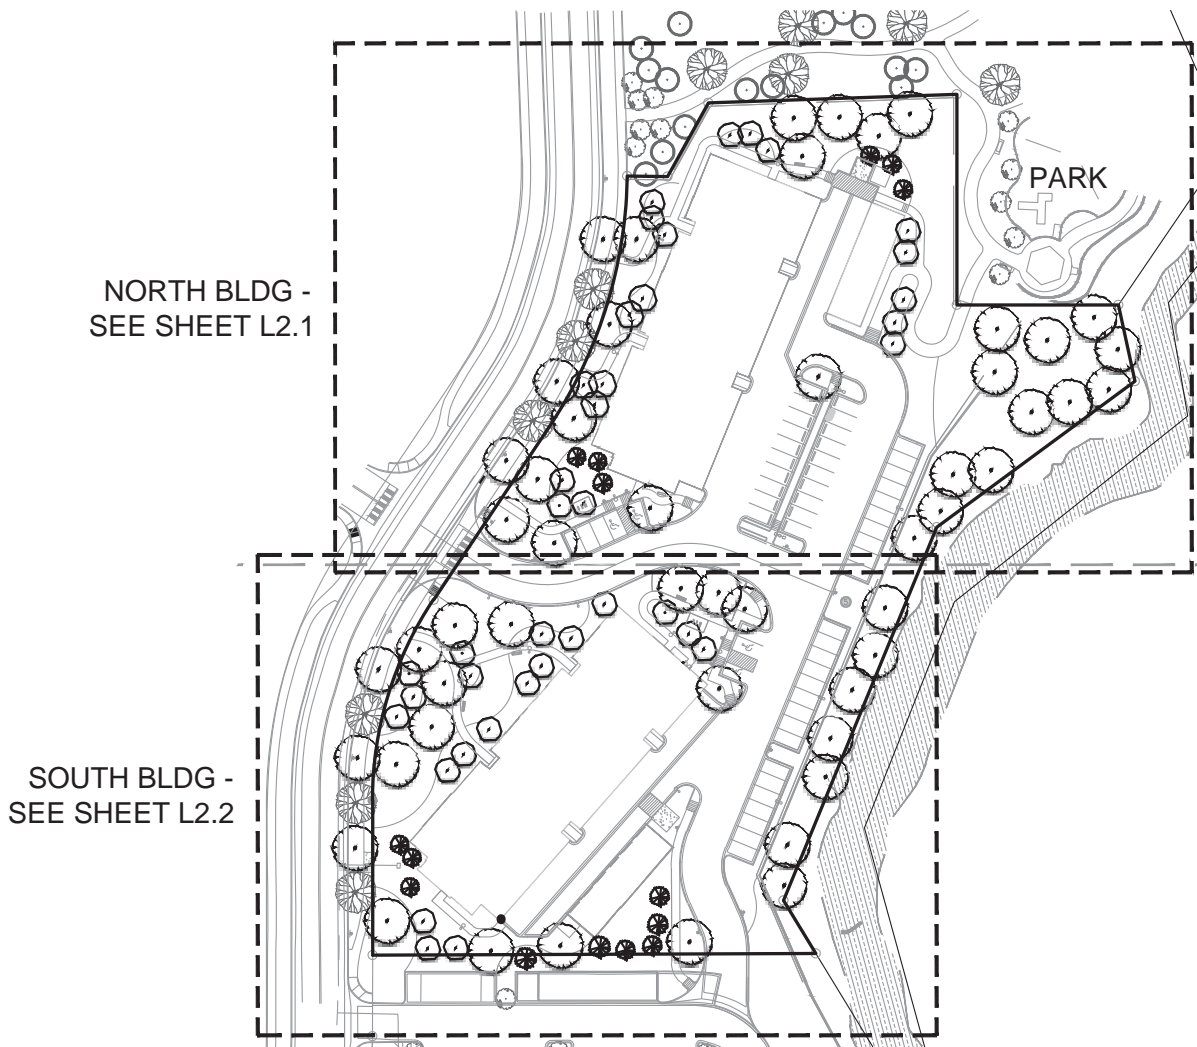 PARK
NORTH BLDG -
SEE SHEET L2.1
SOUTH BLDG -
SEE SHEET L2.2